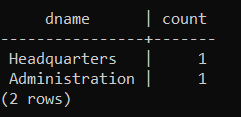 dname | count
----------------+-------
Headquarters | 1
Administration | 1
(2 rows)